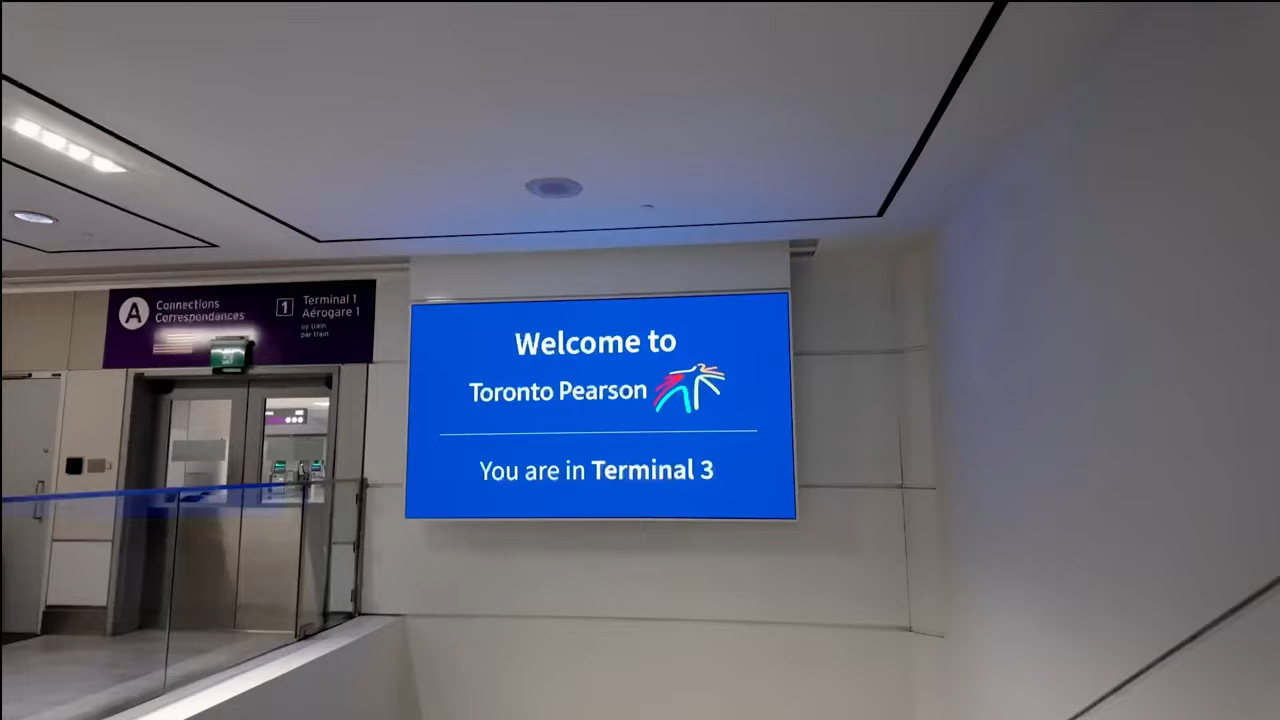 A
Connections
Correspondances
1
Terminal 1
Aérogare 1
by train
par train
Welcome to
Toronto Pearson
You are in Terminal 3